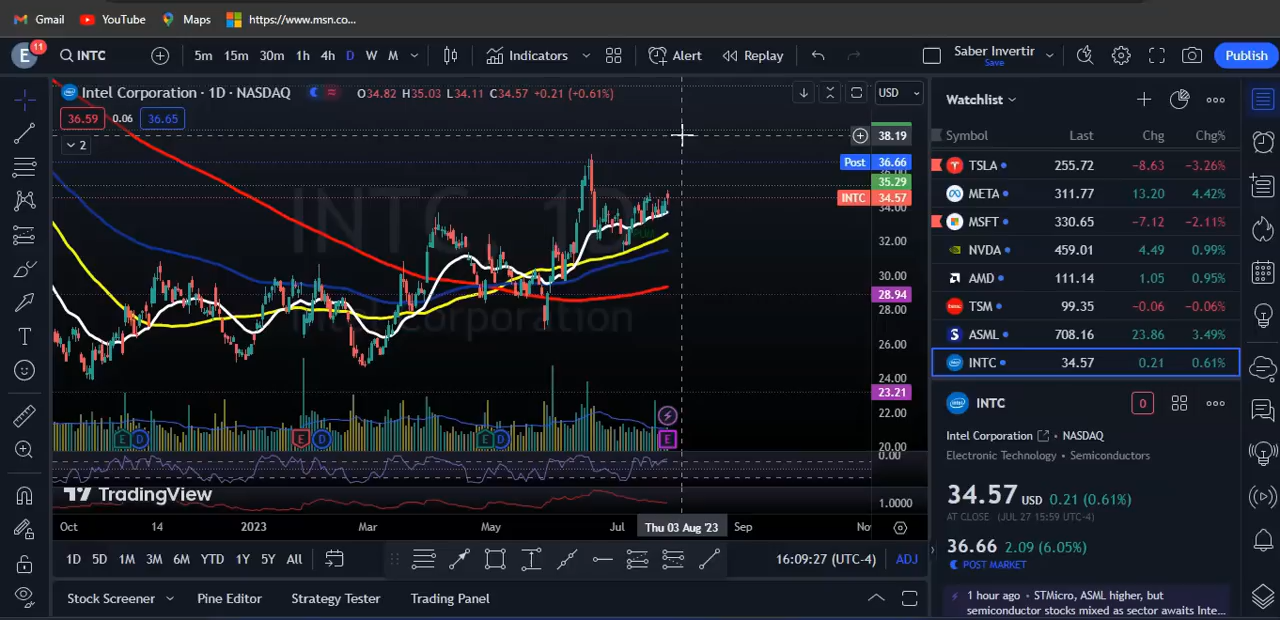 Gmail YouTube Maps https://www.msn.co...
E 11 INTC 5m 15m 30m 1h 4h D W M Indicators Alert Replay Saber Invertir Save Publish
Intel Corporation · 1D · NASDAQ O34.82 H35.03 L34.11 C34.57 +0.21 (+0.61%) USD
36.59 0.06 36.65
2
38.19
Post 36.66
36.00
35.29
INTC 34.57
34.00
32.00
30.00
28.94
28.00
26.00
24.00
23.21
22.00
20.00
0.00
1.0000
INTC, 1D
Intel Corporation
E D E D E D E
TradingView
Oct 14 2023 Mar May Jul Thu 03 Aug '23 Sep No
1D 5D 1M 3M 6M YTD 1Y 5Y All 16:09:27 (UTC-4) ADJ
Stock Screener Pine Editor Strategy Tester Trading Panel
Watchlist
Symbol Last Chg Chg%
TSLA 255.72 -8.63 -3.26%
META 311.77 13.20 4.42%
MSFT 330.65 -7.12 -2.11%
NVDA 459.01 4.49 0.99%
AMD 111.14 1.05 0.95%
TSM 99.35 -0.06 -0.06%
ASML 708.16 23.86 3.49%
INTC 34.57 0.21 0.61%
INTC 0
Intel Corporation • NASDAQ
Electronic Technology • Semiconductors
34.57 USD 0.21 (0.61%)
AT CLOSE (JUL 27 15:59 UTC-4)
36.66 2.09 (6.05%)
POST MARKET
1 hour ago • STMicro, ASML higher, but
semiconductor stocks mixed as sector awaits Inte...